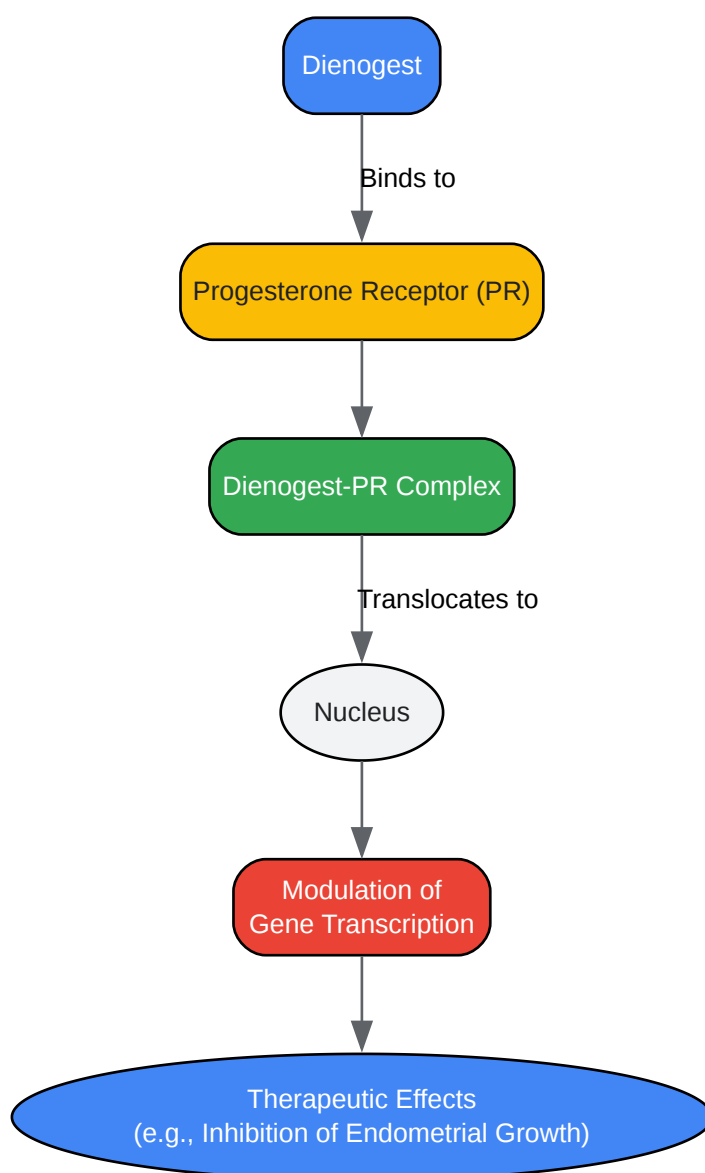 Dienogest
Binds to
Progesterone Receptor (PR)
Dienogest-PR Complex
Translocates to
Nucleus
Modulation of
Gene Transcription
Therapeutic Effects
(e.g., Inhibition of Endometrial Growth)